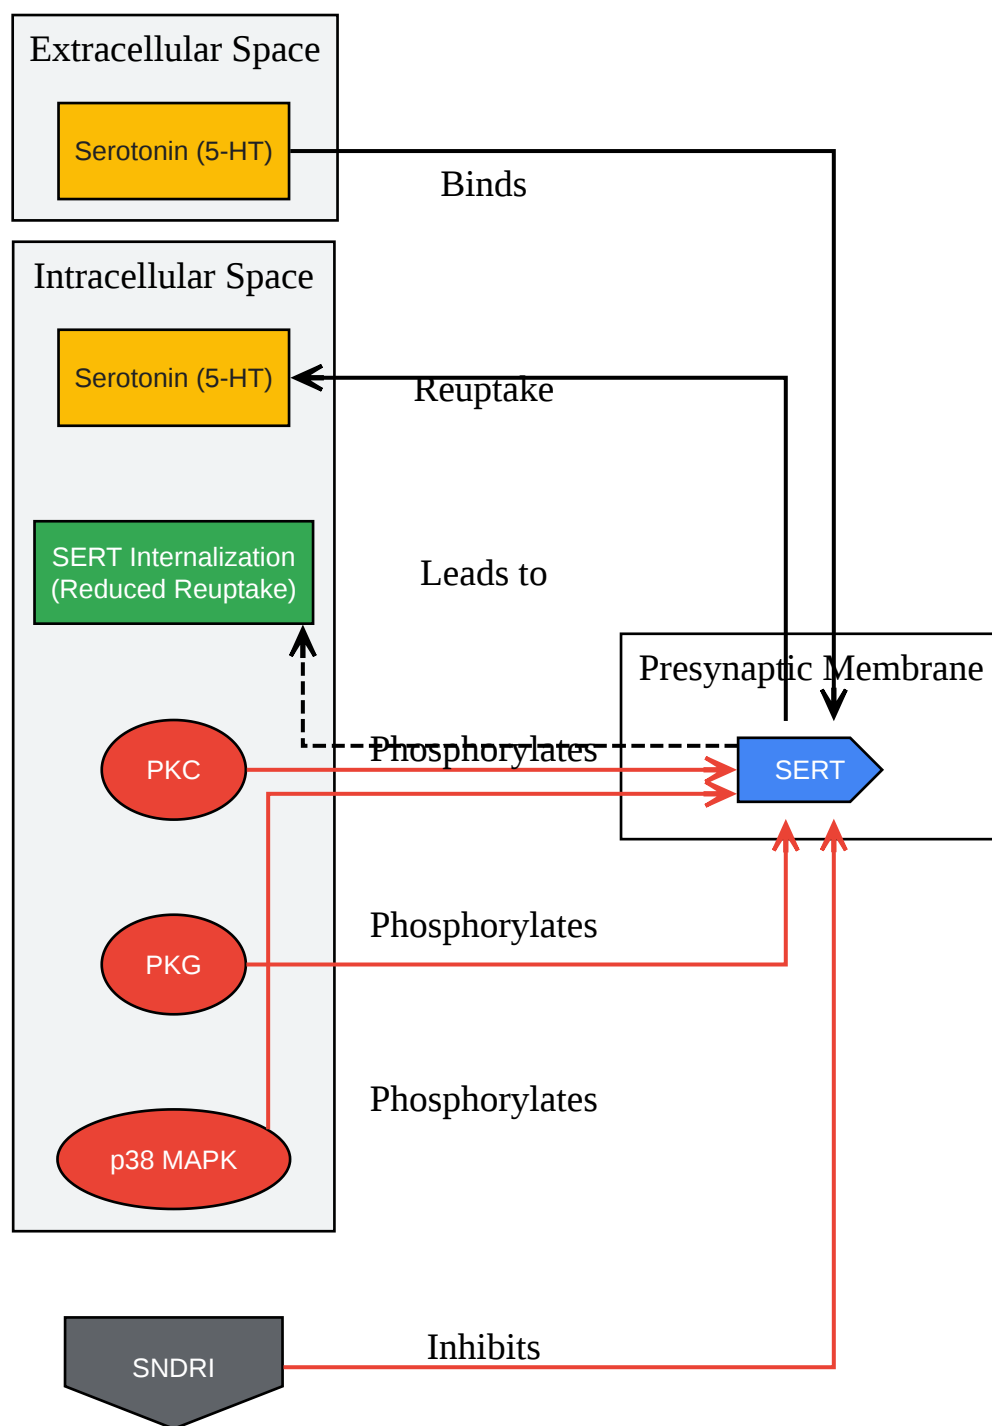 Extracellular Space
Serotonin (5-HT)
Binds
Intracellular Space
Serotonin (5-HT)
Reuptake
SERT Internalization
(Reduced Reuptake)
Leads to
Presynaptic Membrane
Phosphorylates
PKC
SERT
Phosphorylates
PKG
Phosphorylates
p38 MAPK
Inhibits
SNDRI